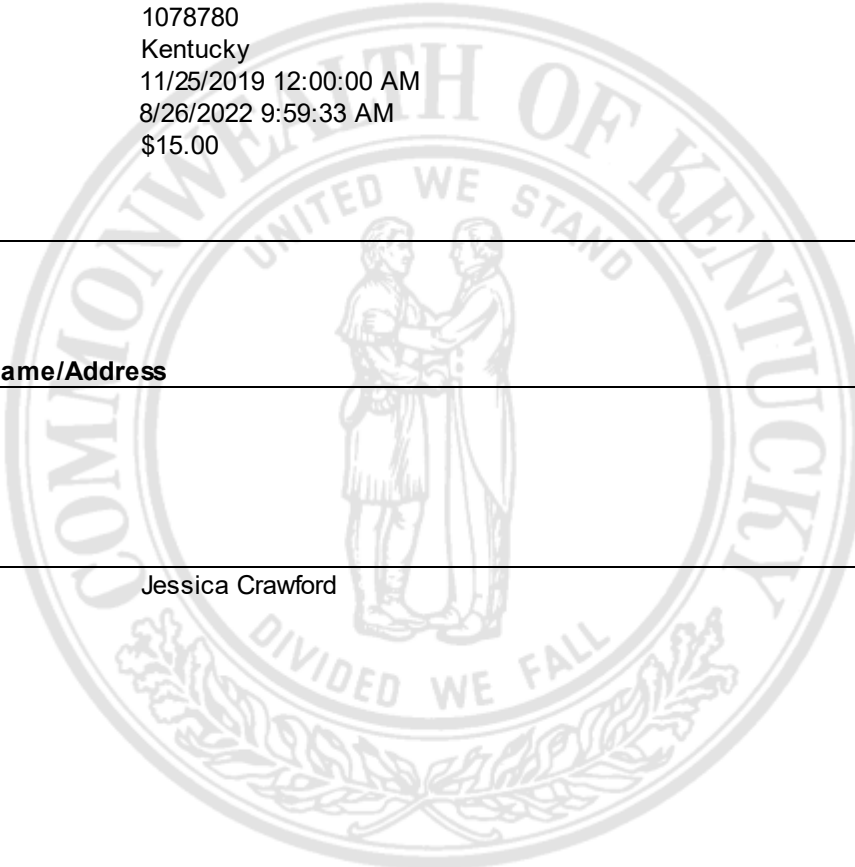 1078780
Kentucky
11/25/2019 12:00:00 AM
8/26/2022 9:59:33 AM
$15.00
COMMONWEALTH OF KENTUCKY
UNITED WE STAND
ame/Address
Jessica Crawford
DIVIDED WE FALL